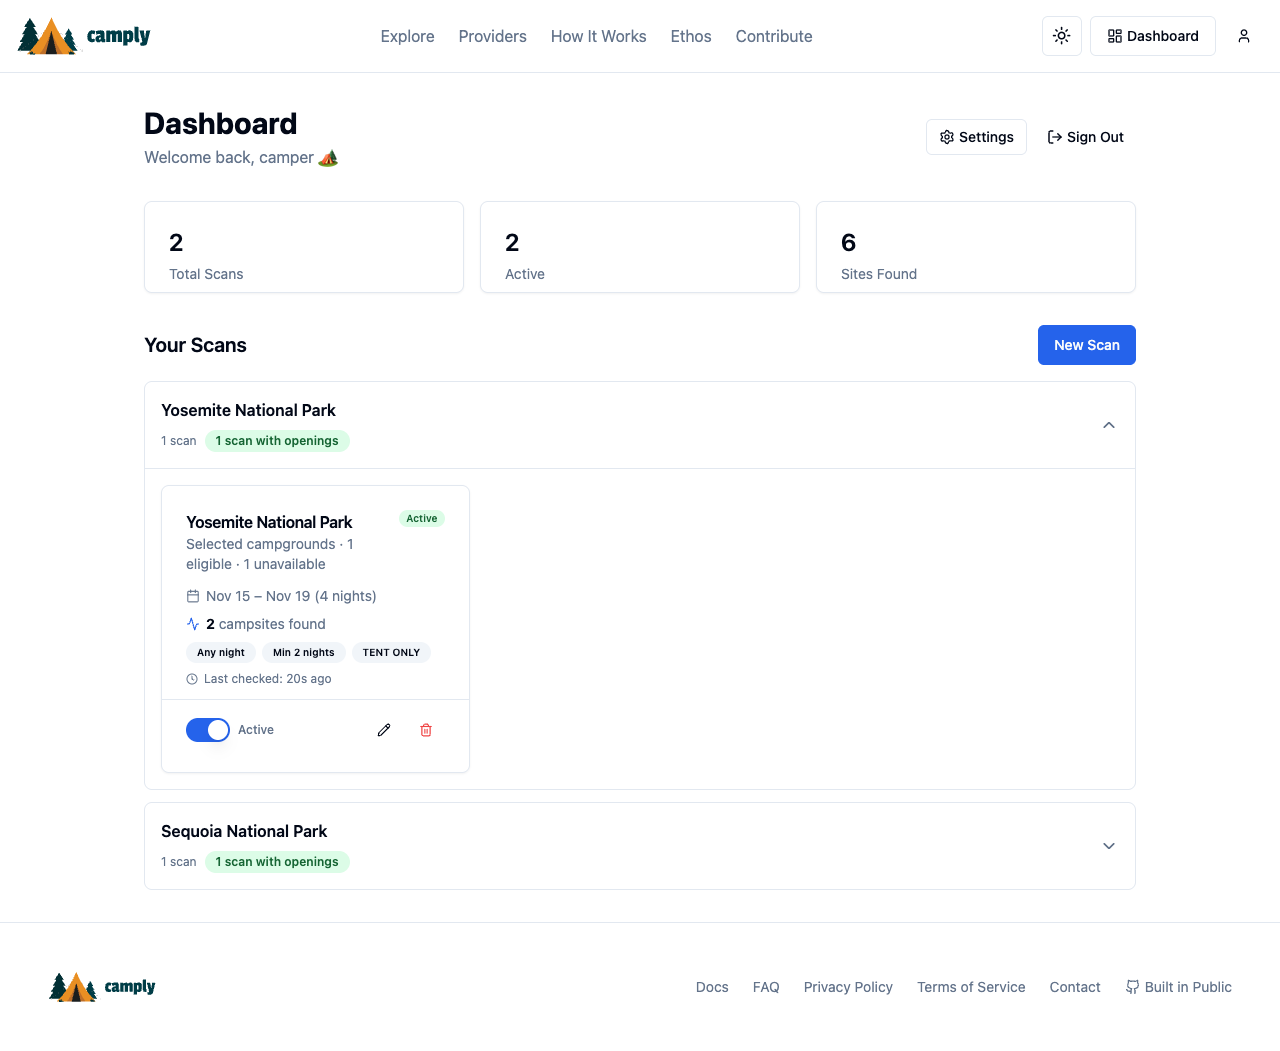 camply
Explore
Providers
How It Works
Ethos
Contribute
Dashboard
Dashboard
Welcome back, camper 🏕️
Settings
Sign Out
2
Total Scans
2
Active
6
Sites Found
Your Scans
New Scan
Yosemite National Park
1 scan
1 scan with openings
Yosemite National Park
Active
Selected campgrounds · 1
eligible · 1 unavailable
Nov 15 – Nov 19 (4 nights)
2 campsites found
Any night
Min 2 nights
TENT ONLY
Last checked: 20s ago
Active
Sequoia National Park
1 scan
1 scan with openings
camply
Docs
FAQ
Privacy Policy
Terms of Service
Contact
Built in Public